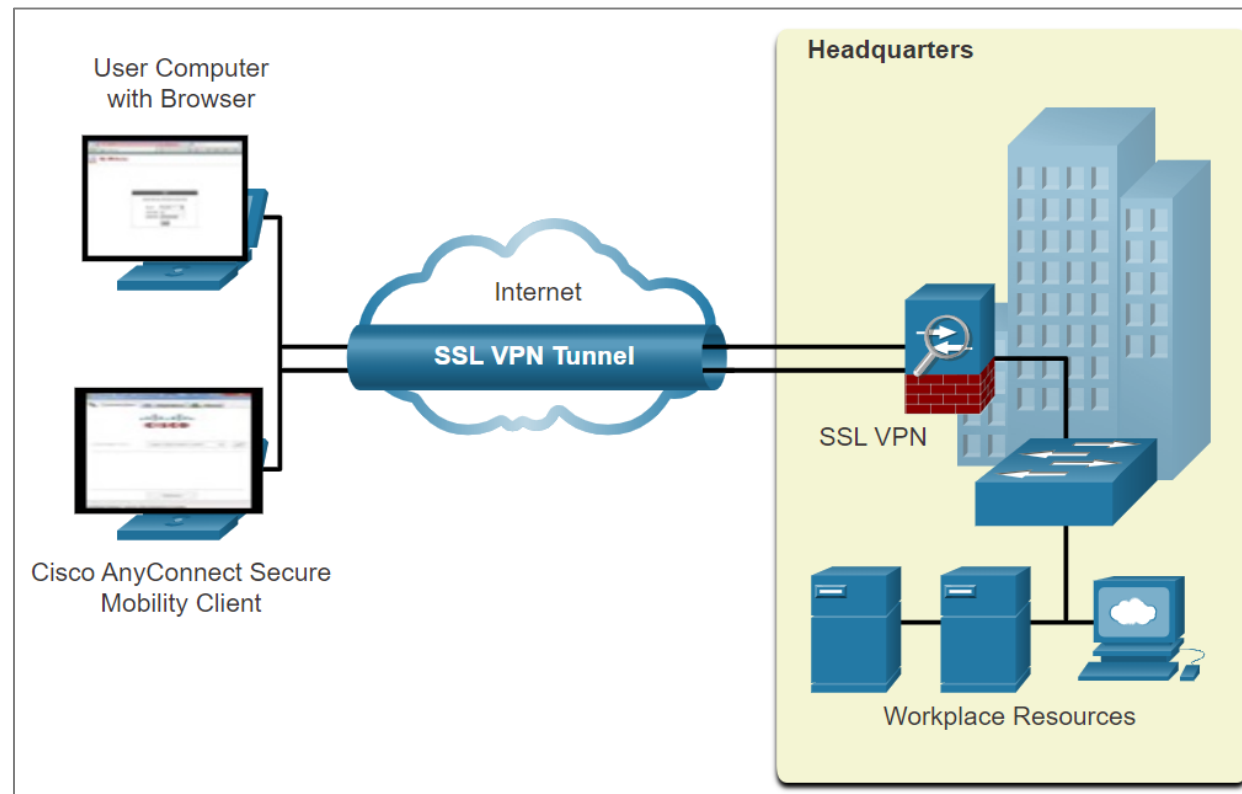 Headquarters
User Computer
with Browser
Internet
SSL VPN Tunnel
SSL VPN
Cisco AnyConnect Secure
Mobility Client
Workplace Resources